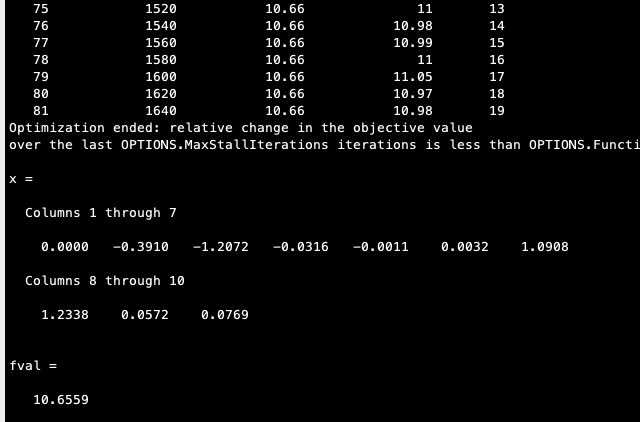 75 1520 10.66 11 13
76 1540 10.66 10.98 14
77 1560 10.66 10.99 15
78 1580 10.66 11 16
79 1600 10.66 11.05 17
80 1620 10.66 10.97 18
81 1640 10.66 10.98 19
Optimization ended: relative change in the objective value
over the last OPTIONS.MaxStallIterations iterations is less than OPTIONS.Functi
x =
Columns 1 through 7
0.0000 −0.3910 −1.2072 −0.0316 −0.0011 0.0032 1.0908
Columns 8 through 10
1.2338 0.0572 0.0769
fval =
10.6559